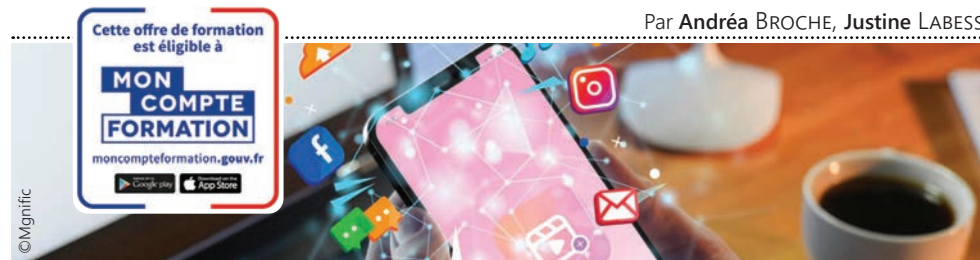 Par Andréa BROCHE, Justine LABESS
Cette offre de formation
est éligible à
MON
COMPTE
FORMATION
moncompteformation.gouv.fr
Google play
App Store
©Mgnific